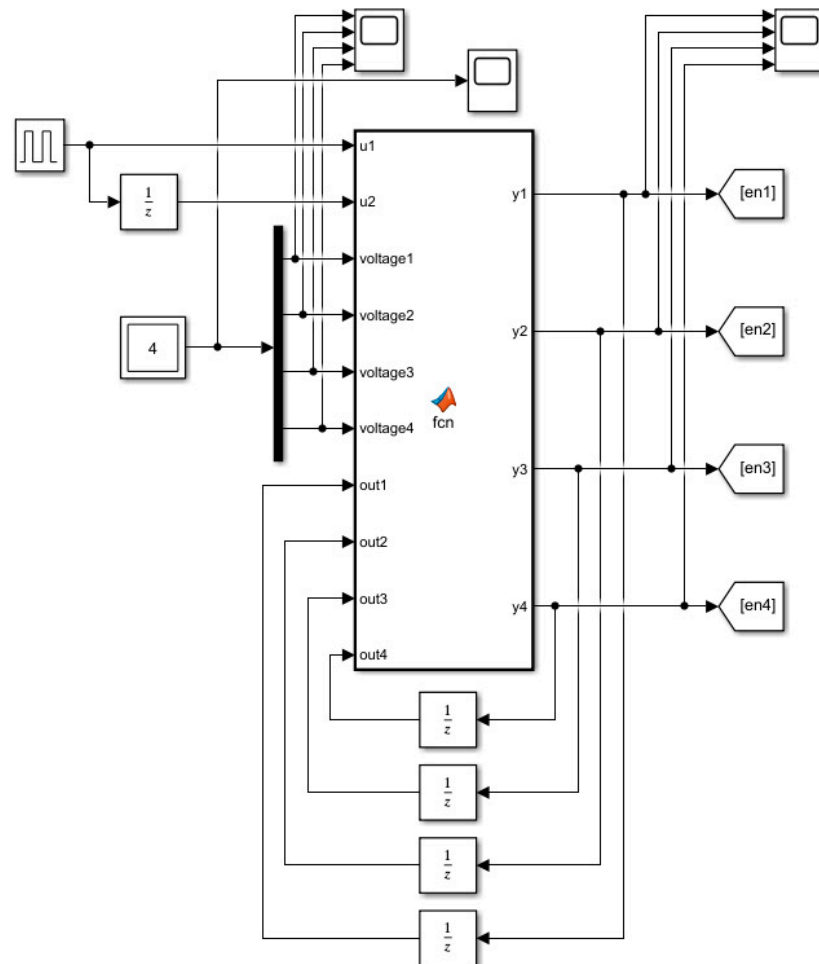 u1
y1
[en1]
1
z
u2
voltage1
voltage2
y2
[en2]
4
voltage3
voltage4
fcn
y3
[en3]
out1
out2
out3
y4
[en4]
out4
1
z
1
z
1
z
1
z